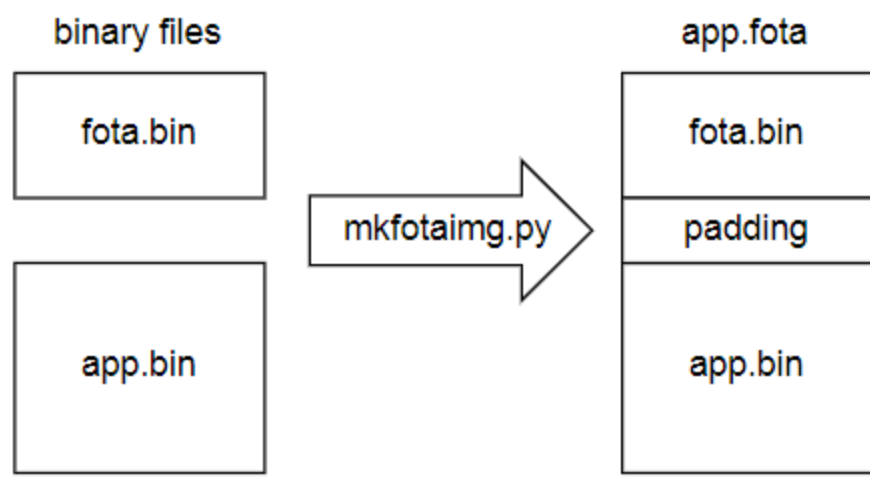 binary files
app.fota
fota.bin
fota.bin
mkfotaimg.py
padding
app.bin
app.bin